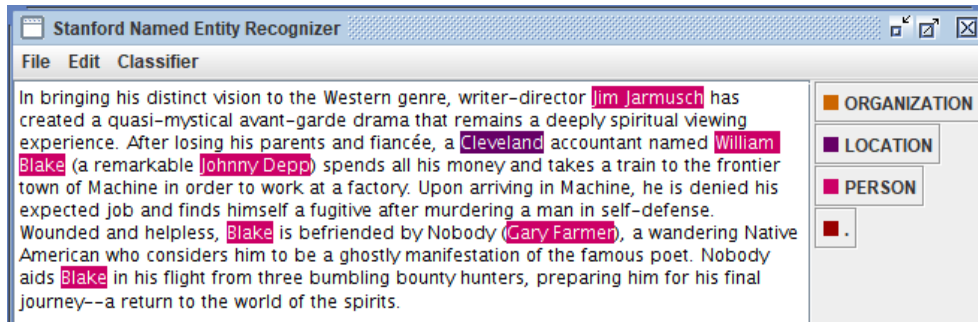 Stanford Named Entity Recognizer
File Edit Classifier
In bringing his distinct vision to the Western genre, writer-director Jim Jarmusch has
created a quasi-mystical avant-garde drama that remains a deeply spiritual viewing
experience. After losing his parents and fiancée, a Cleveland accountant named William
Blake (a remarkable Johnny Depp) spends all his money and takes a train to the frontier
town of Machine in order to work at a factory. Upon arriving in Machine, he is denied his
expected job and finds himself a fugitive after murdering a man in self-defense.
Wounded and helpless, Blake is befriended by Nobody (Gary Farmer), a wandering Native
American who considers him to be a ghostly manifestation of the famous poet. Nobody
aids Blake in his flight from three bumbling bounty hunters, preparing him for his final
journey--a return to the world of the spirits.
ORGANIZATION
LOCATION
PERSON
.